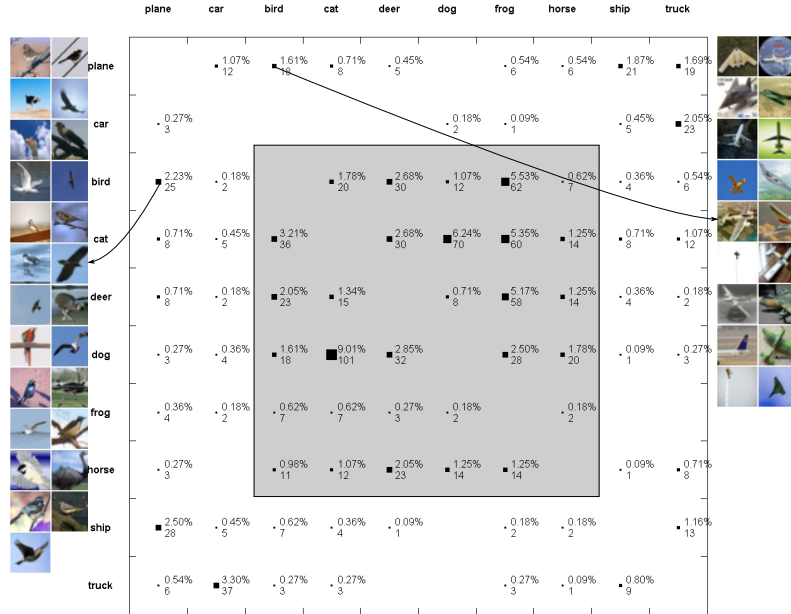 plane car bird cat deer dog frog horse ship truck
plane 1.07% 1.61% 0.71% 0.45% 0.54% 0.54% 1.87% 1.69%
12 18 8 5 6 6 21 19
car 0.27% 0.18% 0.09% 0.45% 2.05%
3 2 1 5 23
bird 2.23% 0.18% 1.78% 2.68% 1.07% 5.53% 0.62% 0.36% 0.54%
25 2 20 30 12 62 7 4 6
cat 0.71% 0.45% 3.21% 2.68% 6.24% 5.35% 1.25% 0.71% 1.07%
8 5 36 30 70 60 14 8 12
deer 0.71% 0.18% 2.05% 1.34% 0.71% 5.17% 1.25% 0.36% 0.18%
8 2 23 15 8 58 14 4 2
dog 0.27% 0.36% 1.61% 9.01% 2.85% 2.50% 1.78% 0.09% 0.27%
3 4 18 101 32 28 20 1 3
frog 0.36% 0.18% 0.62% 0.62% 0.27% 0.18% 0.18%
4 2 7 7 3 2 2
horse 0.27% 0.98% 1.07% 2.05% 1.25% 1.25% 0.09% 0.71%
3 11 12 23 14 14 1 8
ship 2.50% 0.45% 0.62% 0.36% 0.09% 0.18% 0.18% 1.16%
28 5 7 4 1 2 2 13
truck 0.54% 3.30% 0.27% 0.27% 0.27% 0.09% 0.80%
6 37 3 3 3 1 9